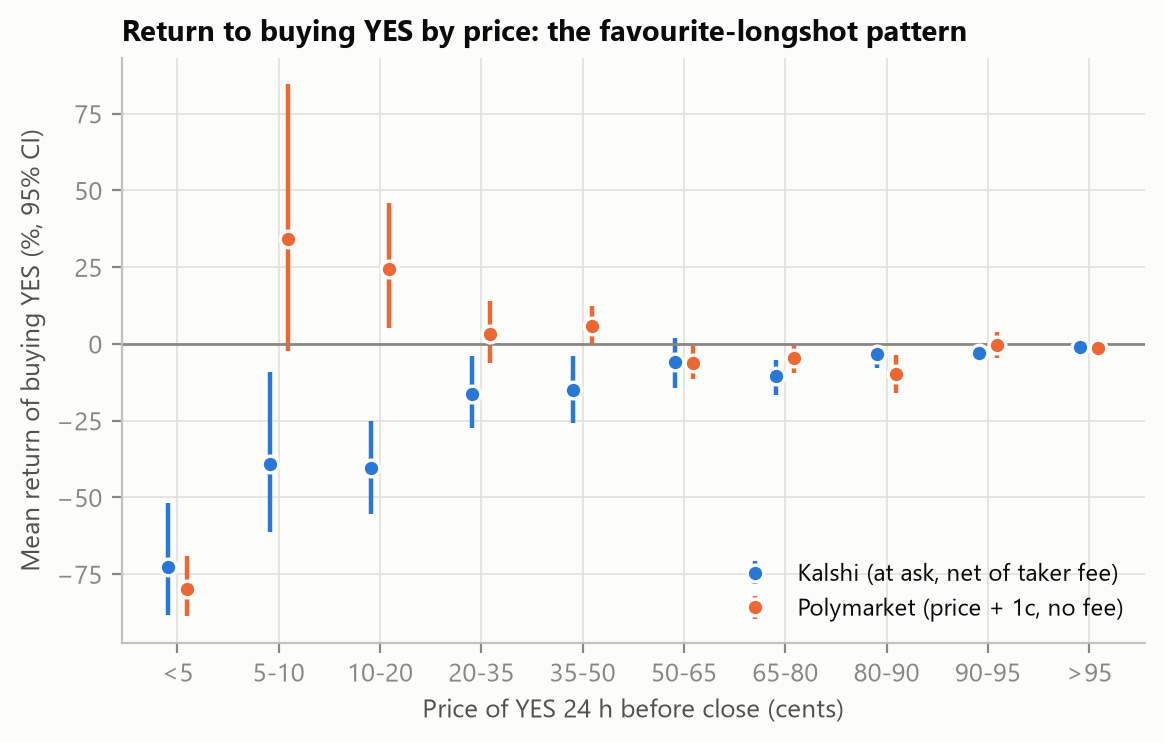 Return to buying YES by price: the favourite-longshot pattern
Mean return of buying YES (%, 95% CI)
75
50
25
0
−25
−50
−75
Kalshi (at ask, net of taker fee)
Polymarket (price + 1c, no fee)
<5 5-10 10-20 20-35 35-50 50-65 65-80 80-90 90-95 >95
Price of YES 24 h before close (cents)